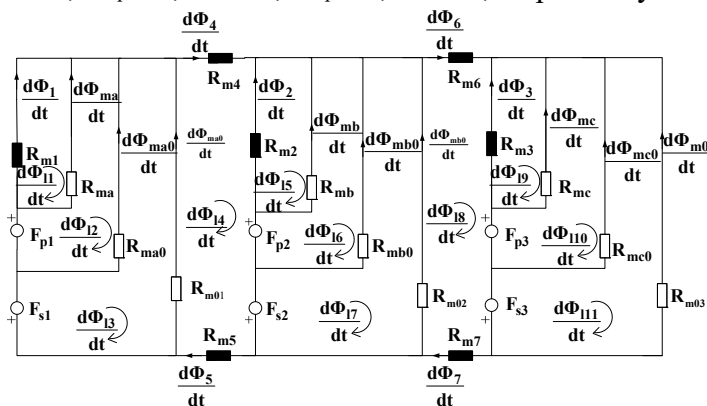 dΦ4
dt
dΦ6
dt
Rm4
Rm6
dΦ1
dt
dΦma
dt
dΦma0
dt
dΦma0
dt
dΦ2
dt
dΦmb
dt
dΦmb0
dt
dΦmb0
dt
dΦ3
dt
dΦmc
dt
dΦmc0
dt
dΦm0
dt
Rm1
Rm2
Rm3
dΦl1
dt
Rma
dΦl5
dt
Rmb
dΦl9
dt
Rmc
+ Fp1
dΦl2
dt
Rma0
dΦl4
dt
+ Fp2
dΦl6
dt
Rmb0
dΦl8
dt
+ Fp3
dΦl10
dt
Rmc0
Rm01
Rm02
Rm03
+ Fs1
dΦl3
dt
+ Fs2
dΦl7
dt
+ Fs3
dΦl11
dt
Rm5
Rm7
dΦ5
dt
dΦ7
dt